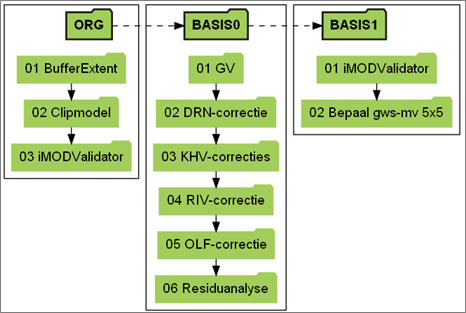 ORG
01 BufferExtent
02 Clipmodel
03 iMODValidator
BASIS0
01 GV
02 DRN-correctie
03 KHV-correcties
04 RIV-correctie
05 OLF-correctie
06 Residuanalyse
BASIS1
01 iMODValidator
02 Bepaal gws-mv 5x5